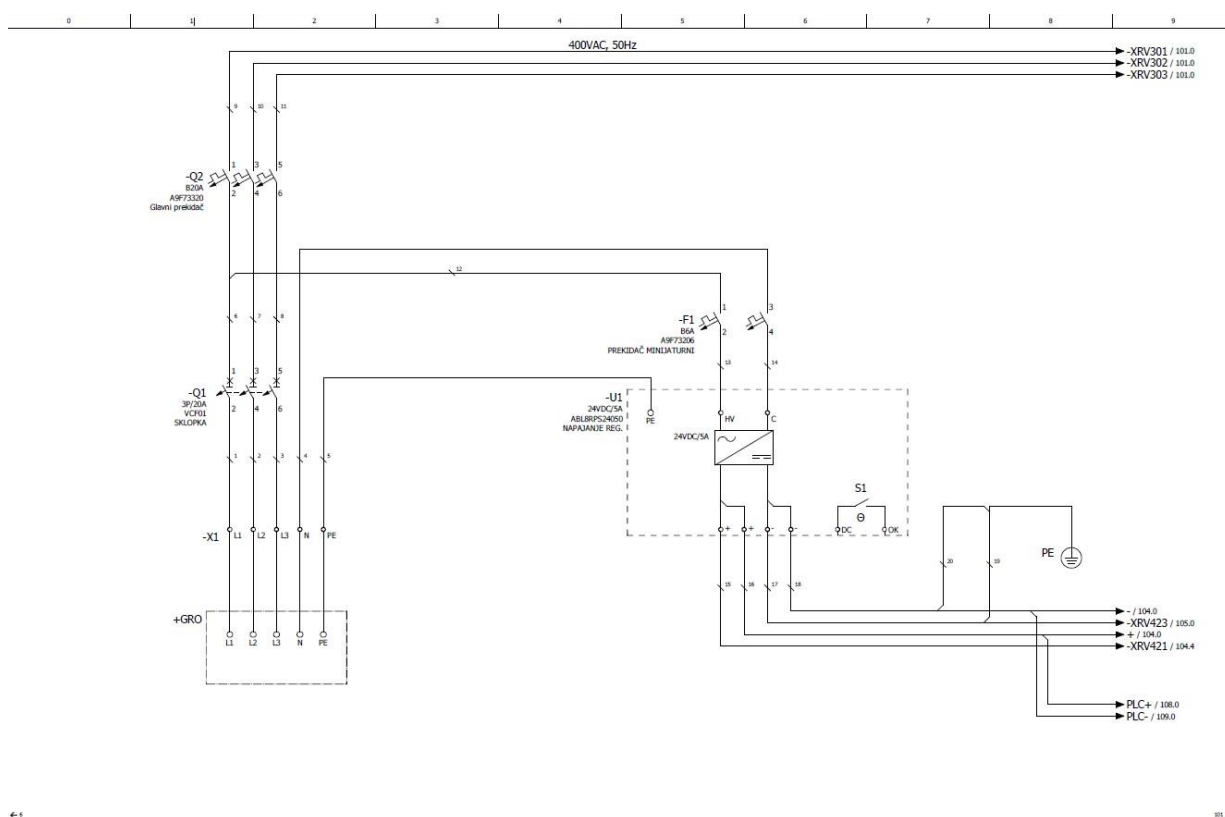 0 1 2 3 4 5 6 7 8 9
400VAC, 50Hz
-XRV301 / 101.0
-XRV302 / 101.0
-XRV303 / 101.0
9 10 11
1 3 5
-Q2
B20A
A9F73320
Glavni prekidač
2 4 6
12
6 7 8
1 3
-F1
B6A
A9F73206
PREKIDAČ MINIJATURNI
2 4
13 14
1 3 5
-Q1
3P/20A
VCF01
SKLOPKA
2 4 6
-U1
24VDC/5A
ABL8RPS24050
NAPAJANJE REG.
PE
HV C
24VDC/5A
1 2 3 4 5
S1
Θ
-X1 L1 L2 L3 N PE
+ + - - DC OK
PE
15 16 17 18 20 19
+GRO
L1 L2 L3 N PE
- / 104.0
-XRV423 / 105.0
+ / 104.0
-XRV421 / 104.4
PLC+ / 108.0
PLC- / 109.0
6 101